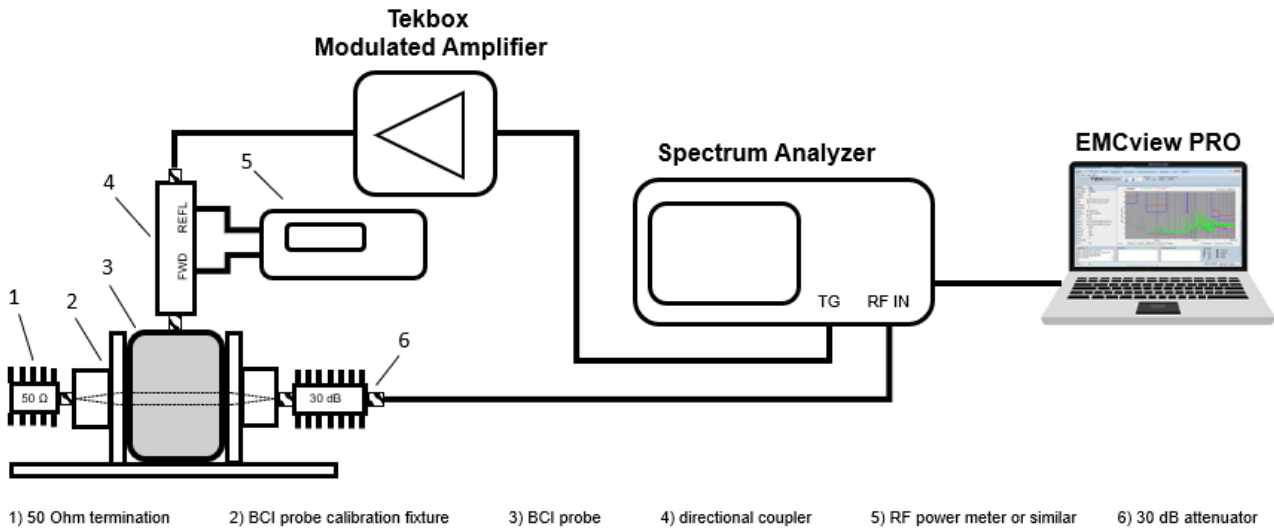 Tekbox
Modulated Amplifier
EMCview PRO
Spectrum Analyzer
5
4
REFL
FWD
3
TG RF IN
1
2
6
50 Ω
30 dB
1) 50 Ohm termination 2) BCI probe calibration fixture 3) BCI probe 4) directional coupler 5) RF power meter or similar 6) 30 dB attenuator